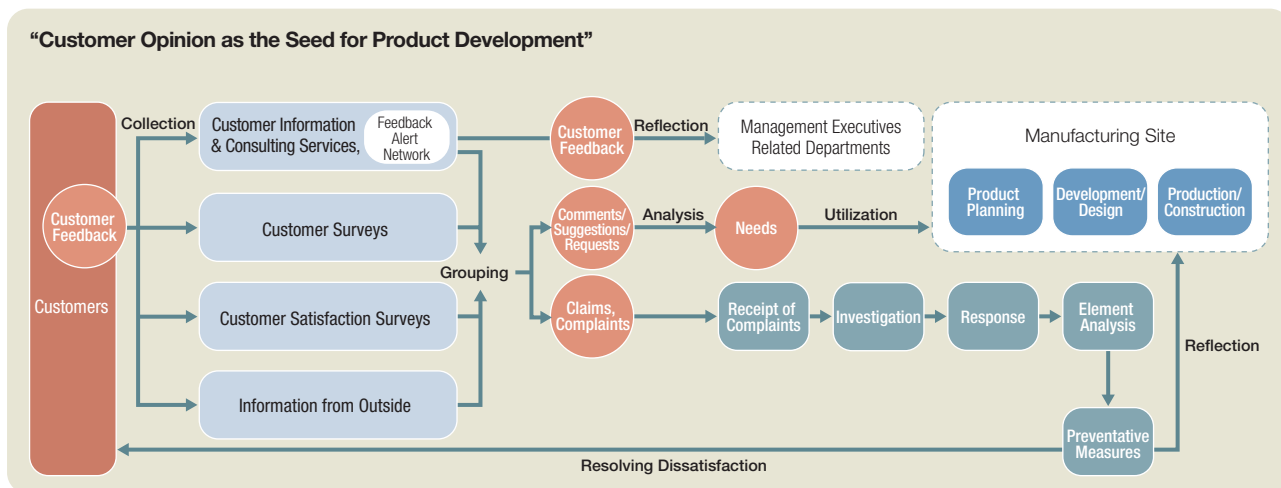 “Customer Opinion as the Seed for Product Development”
Collection
Customer Information
& Consulting Services,
Feedback
Alert
Network
Customer
Feedback
Reflection
Management Executives
Related Departments
Manufacturing Site
Product
Planning
Development/
Design
Production/
Construction
Customer
Feedback
Customers
Customer Surveys
Comments/
Suggestions/
Requests
Analysis
Needs
Utilization
Grouping
Customer Satisfaction Surveys
Claims,
Complaints
Receipt of
Complaints
Investigation
Response
Element
Analysis
Reflection
Information from Outside
Preventative
Measures
Resolving Dissatisfaction